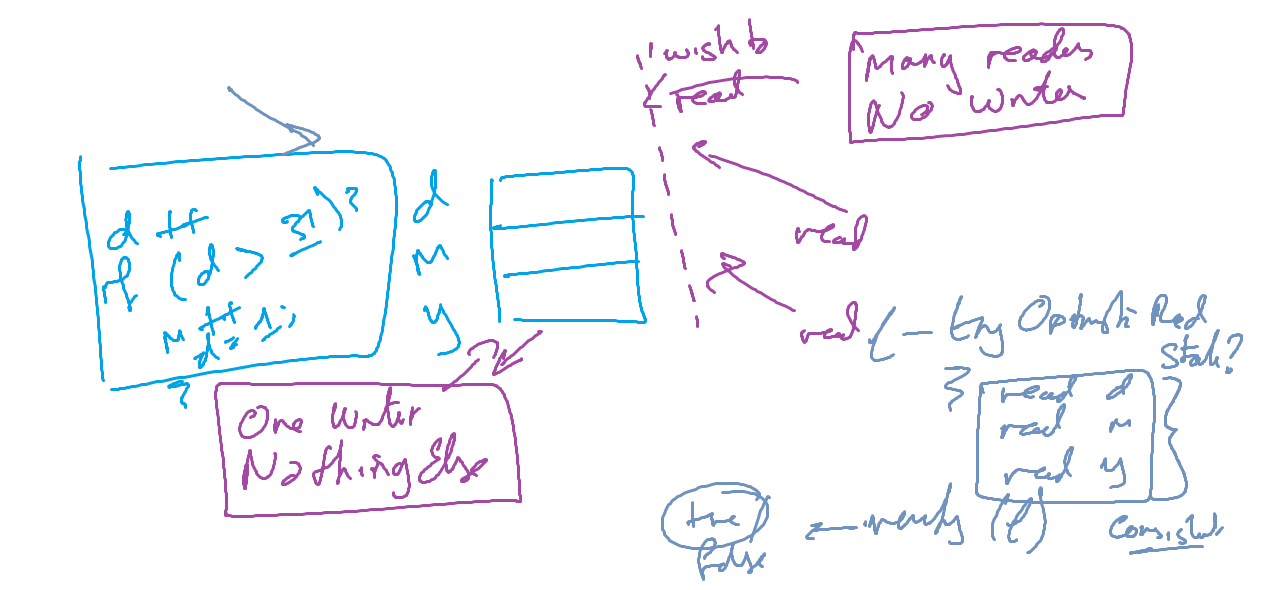 "wish to
read
Many readers
No writer
d++
if (d > 31) {
M++
d=1;
}
d
M
y
read
read
{ — try Optimistic Read
Stale?
}
read d
read m
read y
One writer
Nothing Else
true
False
verify (l)
Consistent